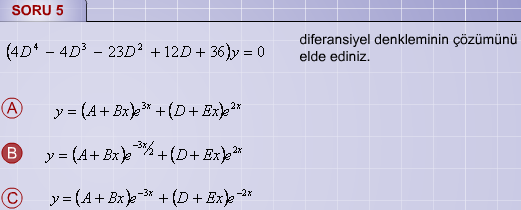 SORU 5
(4D⁴ − 4D³ − 23D² + 12D + 36)y = 0
diferansiyel denkleminin çözümünü
elde ediniz.
A y = (A + Bx)e^{3x} + (D + Ex)e^{2x}
B y = (A + Bx)e^{−3x/2} + (D + Ex)e^{2x}
C y = (A + Bx)e^{−3x} + (D + Ex)e^{−2x}